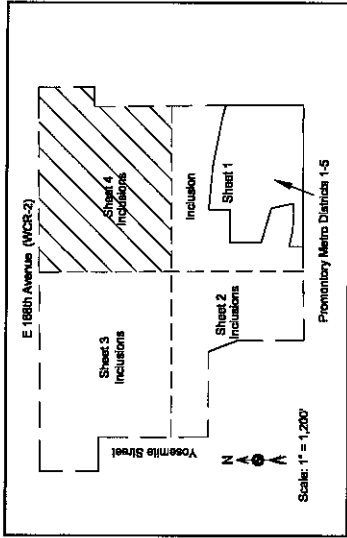 E 168th Avenue (WCR-2)
Sheet 3
Inclusions
Sheet 4
Inclusions
Yosemite Street
Inclusion
Sheet 1
Sheet 2
Inclusions
N
Scale: 1" = 1,200'
Promontory Metro Districts 1-5